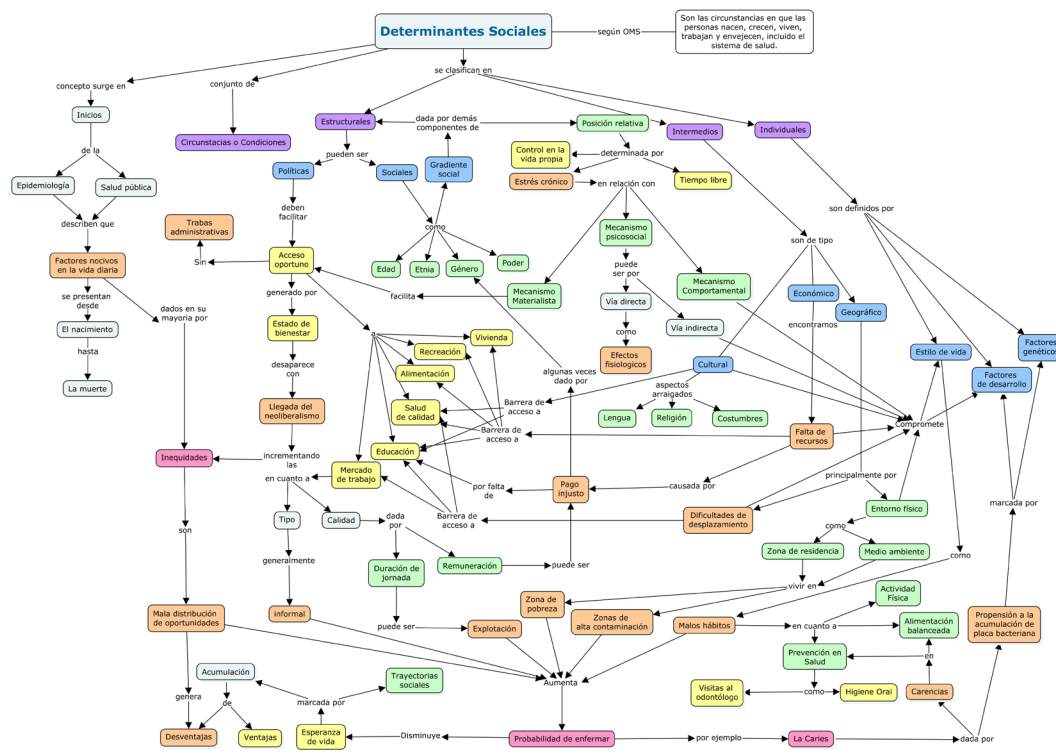 Determinantes Sociales
según OMS
Son las circunstancias en que las
personas nacen, crecen, viven,
trabajan y envejecen, incluido el
sistema de salud.
concepto surge en
conjunto de
se clasifican en
Inicios
Circunstacias o Condiciones
Estructurales
dada por demás
componentes de
Posición relativa
Intermedios
Individuales
de la
Epidemiología
Salud pública
describen que
Factores nocivos
en la vida diaria
se presentan
desde
El nacimiento
hasta
La muerte
dados en su
mayoria por
pueden ser
Políticas
Sociales
Gradiente
social
Control en la
vida propia
determinada por
Estrés crónico
en relación con
Tiempo libre
deben
facilitar
Trabas
administrativas
Sin
Acceso
oportuno
como
Edad
Etnia
Género
Poder
Mecanismo
psicosocial
puede
ser por
Mecanismo
Comportamental
Mecanismo
Materialista
facilita
Vía directa
Vía indirecta
como
Efectos
fisiologicos
son definidos por
son de tipo
Económico
Geográfico
encontramos
Estilo de vida
Factores
genéticos
Factores
de desarrollo
generado por
Estado de
bienestar
desaparece
con
Llegada del
neoliberalismo
a
Vivienda
Recreación
Alimentación
Salud
de calidad
Educación
Mercado
de trabajo
algunas veces
dado por
Barrera de
acceso a
Barrera de
acceso a
Barrera de
acceso a
Cultural
aspectos
arraigados
Lengua
Religión
Costumbres
Falta de
recursos
Compromete
Inequidades
incrementando
las
en cuanto a
por falta
de
Pago
injusto
causada por
principalmente por
Dificultades de
desplazamiento
Entorno físico
marcada por
Tipo
Calidad
dada
por
como
Zona de residencia
Medio ambiente
como
son
generalmente
Duración de
jornada
Remuneración
puede ser
vivir en
Mala distribución
de oportunidades
informal
puede ser
Explotación
Zona de
pobreza
Zonas de
alta contaminación
Malos hábitos
en cuanto a
Actividad
Física
Alimentación
balanceada
Propensión a la
acumulación de
placa bacteriana
Prevención en
Salud
en
Acumulación
Trayectorias
sociales
Aumenta
genera
de
marcada por
Visitas al
odontólogo
como
Higiene Oral
Carencias
Desventajas
Ventajas
Esperanza
de vida
Disminuye
Probabilidad de enfermar
por ejemplo
La Caries
dada por